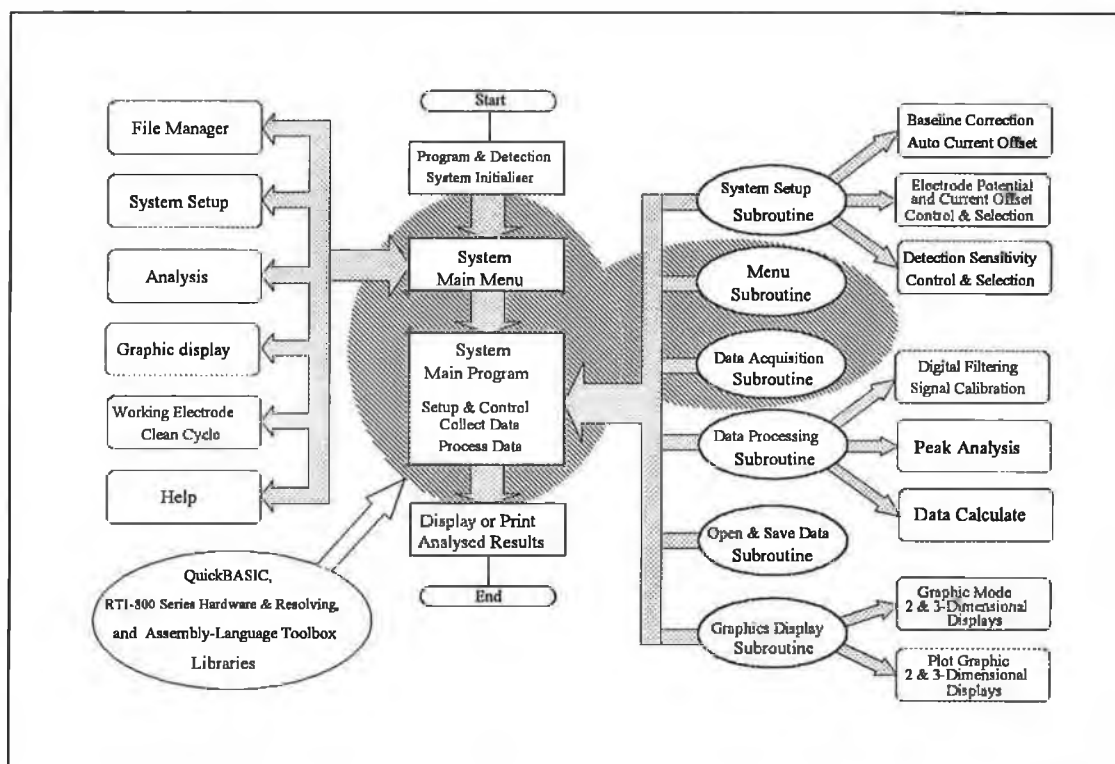 Start
Program & Detection
System Initialiser
System
Main Menu
System
Main Program
Setup & Control
Collect Data
Process Data
Display or Print
Analysed Results
End
File Manager
System Setup
Analysis
Graphic display
Working Electrode
Clean Cycle
Help
QuickBASIC,
RTI-800 Series Hardware & Resolving,
and Assembly-Language Toolbox
Libraries
System Setup
Subroutine
Menu
Subroutine
Data Acquisition
Subroutine
Data Processing
Subroutine
Open & Save Data
Subroutine
Graphics Display
Subroutine
Baseline Correction
Auto Current Offset
Electrode Potential
and Current Offset
Control & Selection
Detection Sensitivity
Control & Selection
Digital Filtering
Signal Calibration
Peak Analysis
Data Calculate
Graphic Mode
2 & 3-Dimensional
Displays
Plot Graphic
2 & 3-Dimensional
Displays